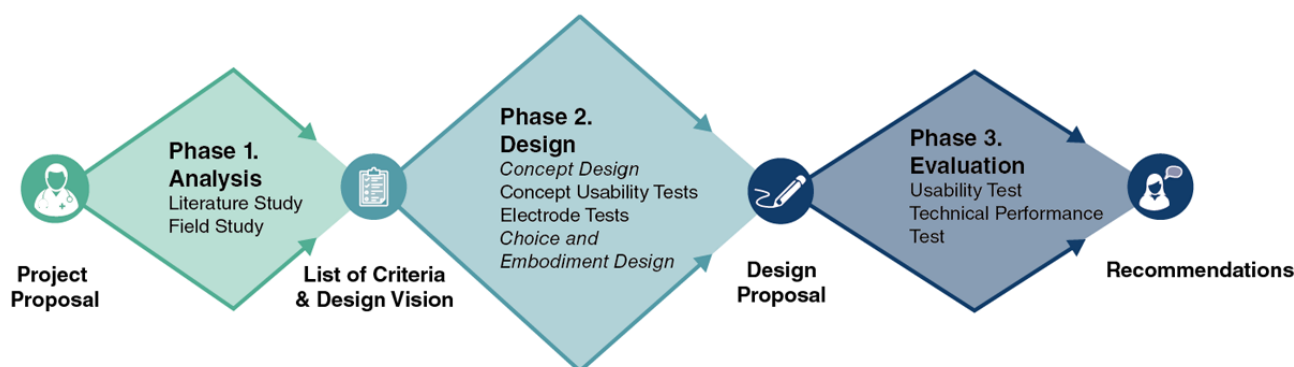 Phase 1.
Analysis
Literature Study
Field Study
Phase 2.
Design
Concept Design
Concept Usability Tests
Electrode Tests
Choice and
Embodiment Design
Phase 3.
Evaluation
Usability Test
Technical Performance
Test
Project
Proposal
List of Criteria
& Design Vision
Design
Proposal
Recommendations